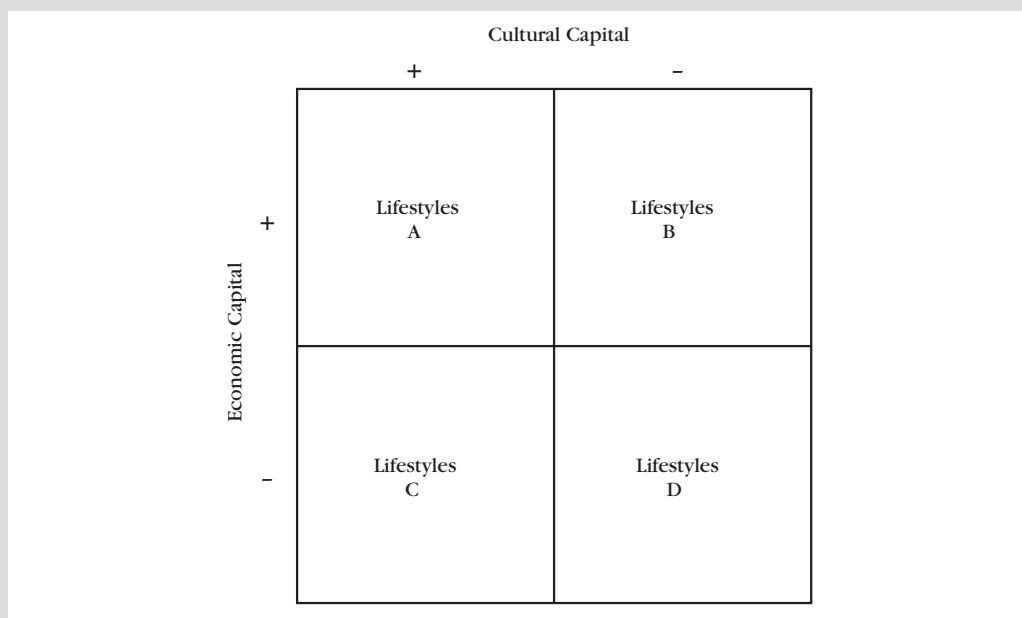 Cultural Capital
+ –
Lifestyles
A
Lifestyles
B
+
Economic Capital
Lifestyles
C
Lifestyles
D
–